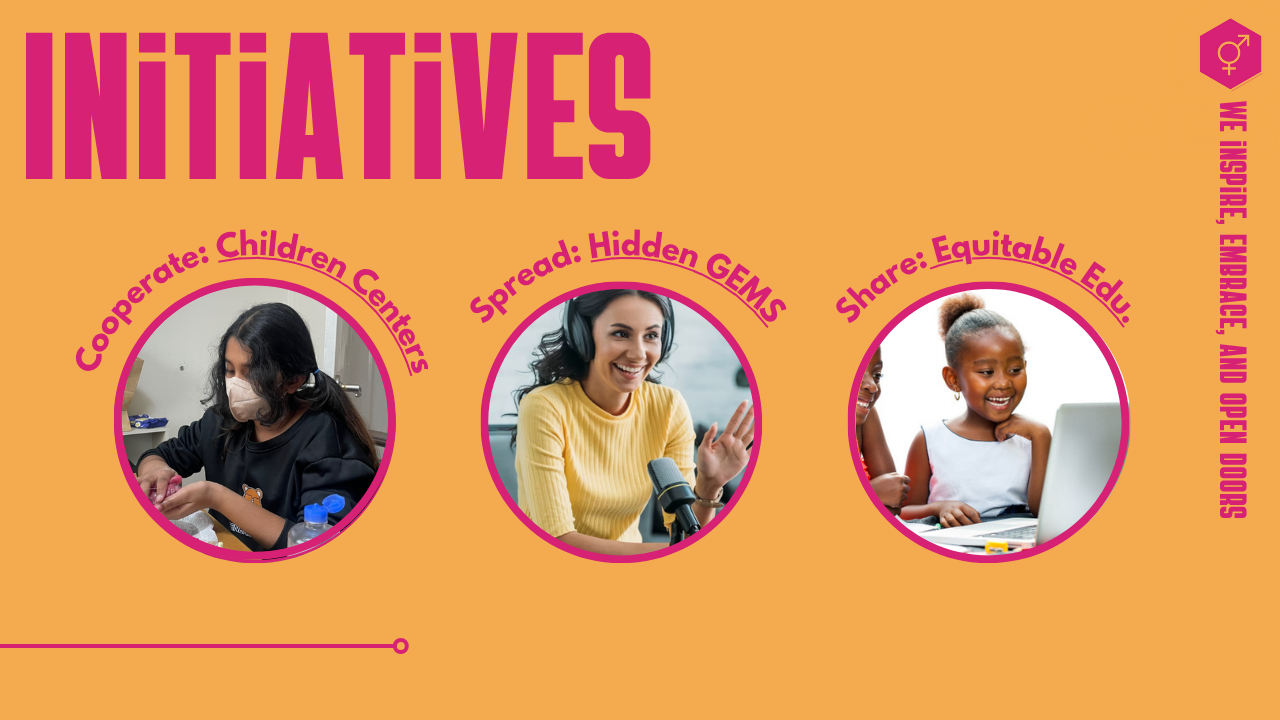 INiTiATiVES
Cooperate: Children Centers
Spread: Hidden GEMS
Share: Equitable Edu.
WE iNSPiRE, EMBRACE, AND OPEN DOORS